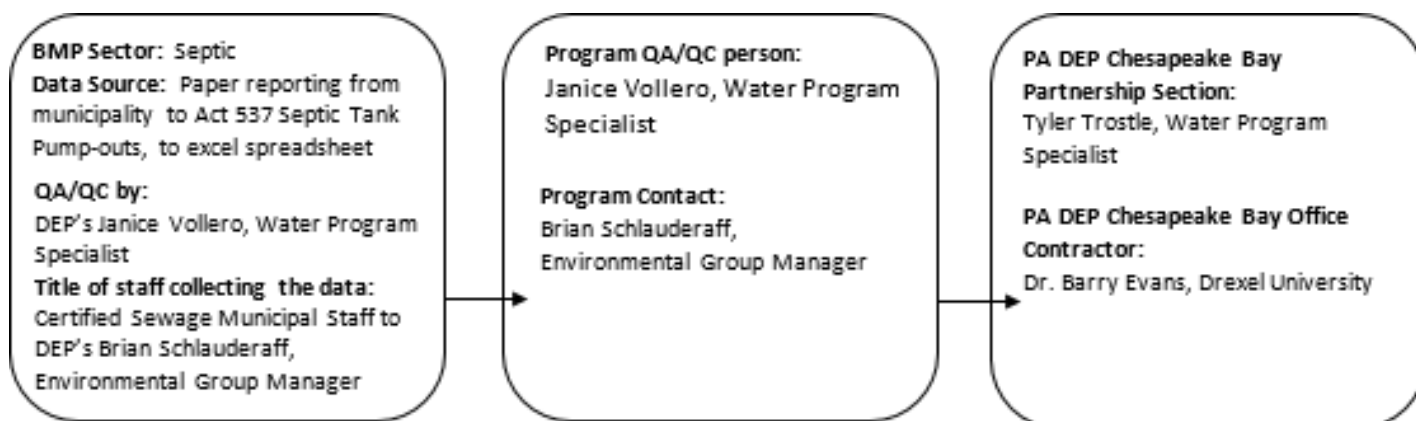 BMP Sector: Septic
Data Source: Paper reporting from
municipality to Act 537 Septic Tank
Pump-outs, to excel spreadsheet
QA/QC by:
DEP's Janice Vollero, Water Program
Specialist
Title of staff collecting the data:
Certified Sewage Municipal Staff to
DEP's Brian Schlauderaff,
Environmental Group Manager
Program QA/QC person:
Janice Vollero, Water Program
Specialist
Program Contact:
Brian Schlauderaff,
Environmental Group Manager
PA DEP Chesapeake Bay
Partnership Section:
Tyler Trostle, Water Program
Specialist
PA DEP Chesapeake Bay Office
Contractor:
Dr. Barry Evans, Drexel University